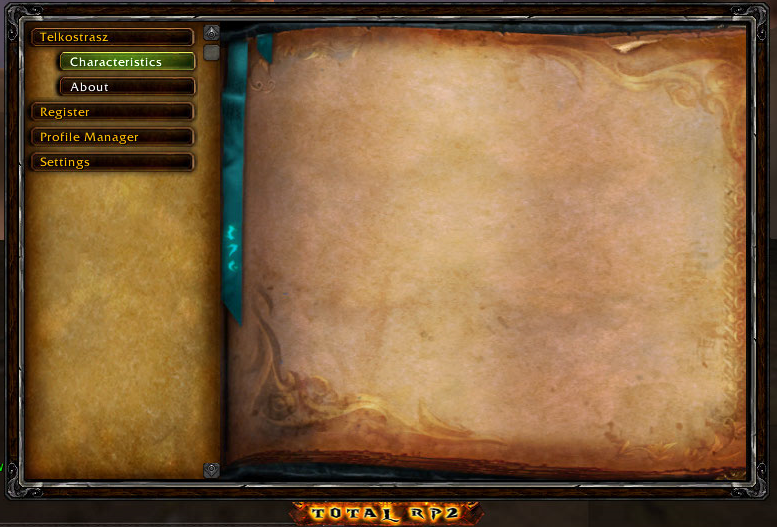 Telkostrasz
Characteristics
About
Register
Profile Manager
Settings
TOTAL RP2